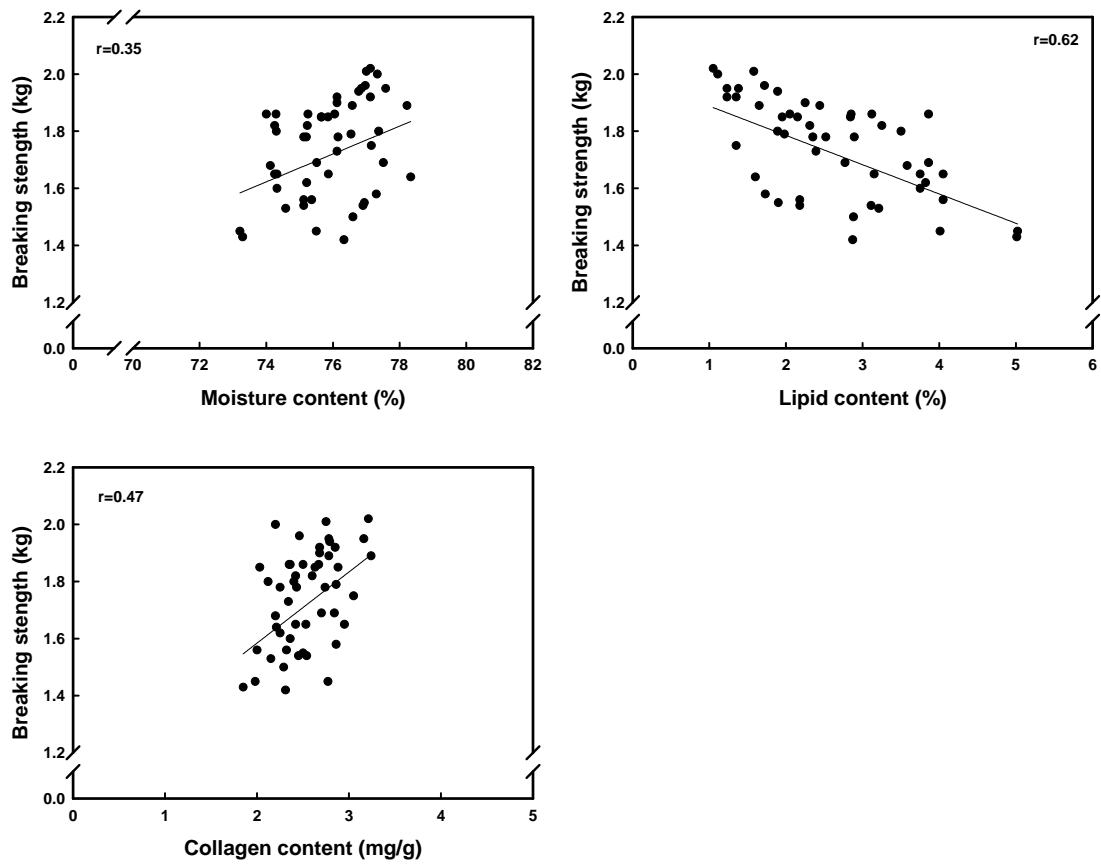 2.2
r=0.35
2.0
1.8
1.6
1.4
1.2
0.0
Breaking stength (kg)
0 70 72 74 76 78 80 82
Moisture content (%)
2.2
r=0.62
2.0
1.8
1.6
1.4
1.2
0.0
Breaking strength (kg)
0 1 2 3 4 5 6
Lipid content (%)
2.2
r=0.47
2.0
1.8
1.6
1.4
1.2
0.0
Breaking stength (kg)
0 1 2 3 4 5
Collagen content (mg/g)